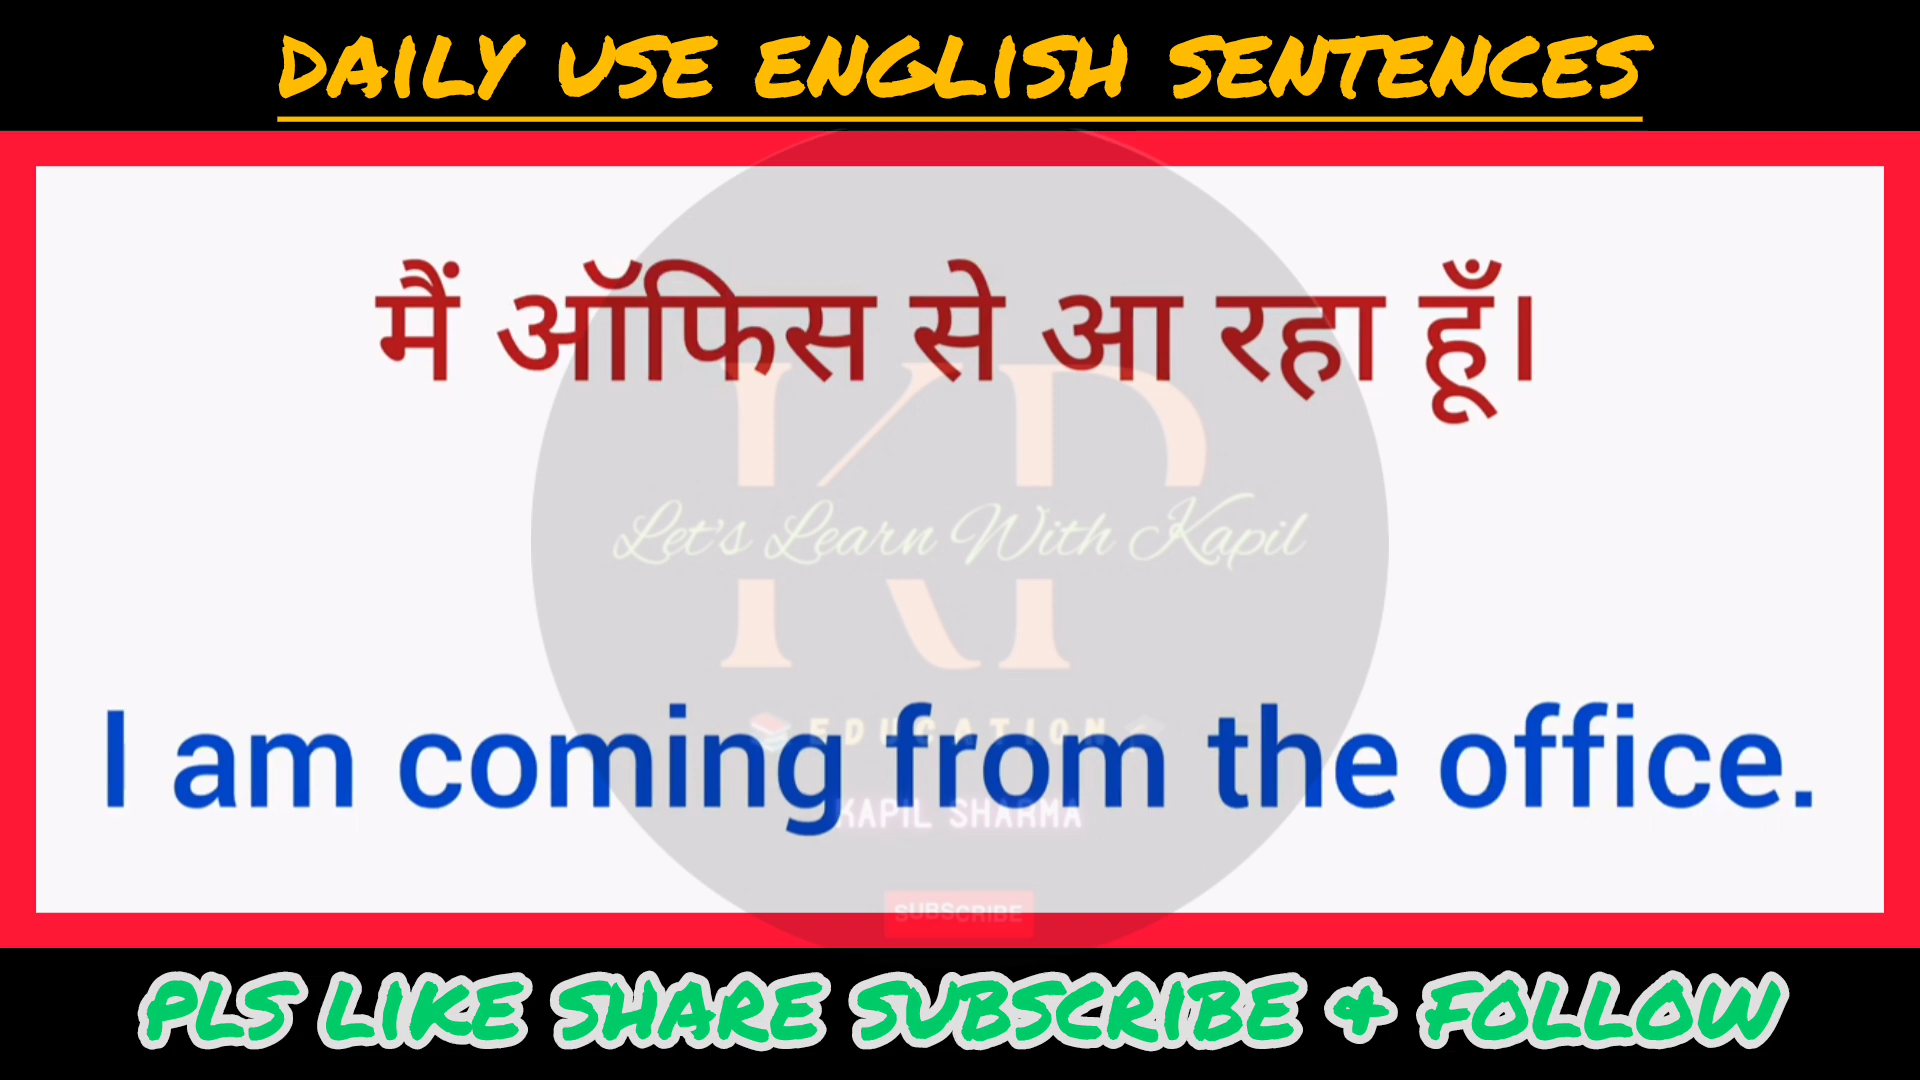 DAILY USE ENGLISH SENTENCES
मैं ऑफिस से आ रहा हूँ।
KP
Let's Learn With Kapil
EDUCATION
I am coming from the office.
KAPIL SHARMA
SUBSCRIBE
PLS LIKE SHARE SUBSCRIBE & FOLLOW